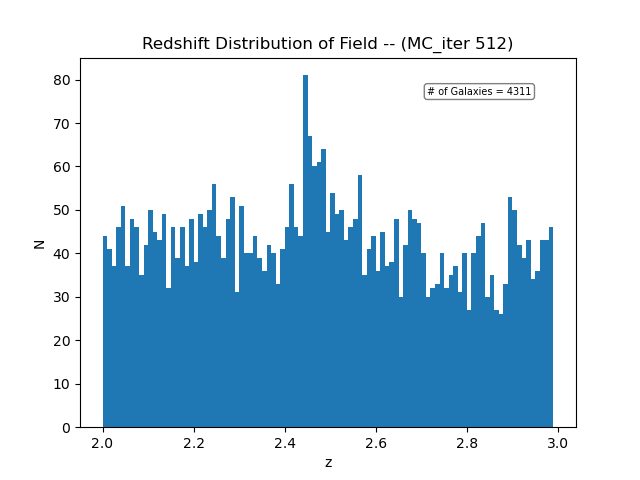 Redshift Distribution of Field -- (MC_iter 512)
# of Galaxies = 4311
80
70
60
50
40
30
20
10
0
N
2.0 2.2 2.4 2.6 2.8 3.0
z